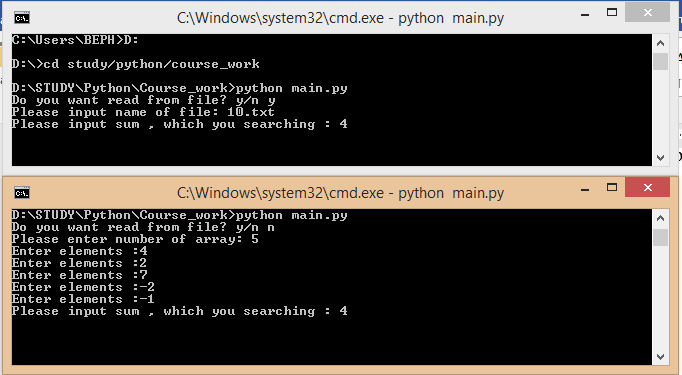 C:\Windows\system32\cmd.exe - python  main.py
C:\Users\BEPH>D:
D:\>cd study/python/course_work
D:\STUDY\Python\Course_work>python main.py
Do you want read from file? y/n y
Please input name of file: 10.txt
Please input sum , which you searching : 4
C:\Windows\system32\cmd.exe - python  main.py
D:\STUDY\Python\Course_work>python main.py
Do you want read from file? y/n n
Please enter number of array: 5
Enter elements :4
Enter elements :2
Enter elements :7
Enter elements :-2
Enter elements :-1
Please input sum , which you searching : 4